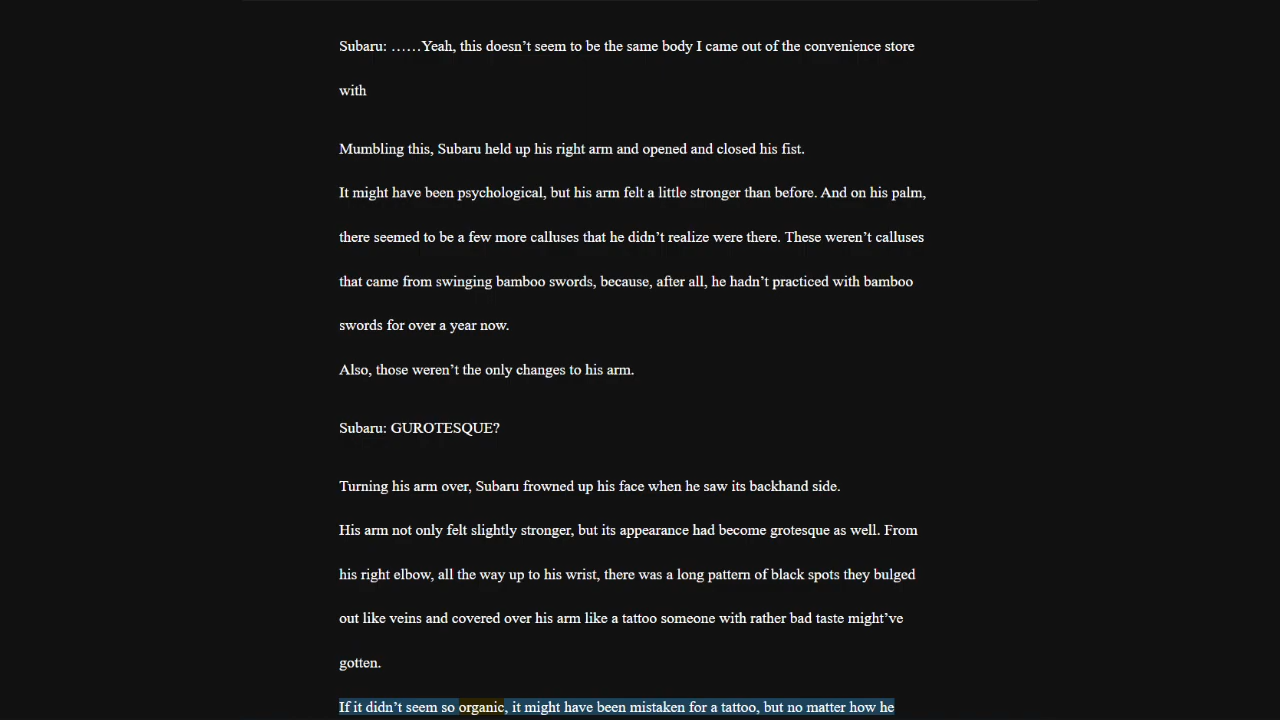 Subaru: ……Yeah, this doesn’t seem to be the same body I came out of the convenience store
with
Mumbling this, Subaru held up his right arm and opened and closed his fist.
It might have been psychological, but his arm felt a little stronger than before. And on his palm,
there seemed to be a few more calluses that he didn’t realize were there. These weren’t calluses
that came from swinging bamboo swords, because, after all, he hadn’t practiced with bamboo
swords for over a year now.
Also, those weren’t the only changes to his arm.
Subaru: GUROTESQUE?
Turning his arm over, Subaru frowned up his face when he saw its backhand side.
His arm not only felt slightly stronger, but its appearance had become grotesque as well. From
his right elbow, all the way up to his wrist, there was a long pattern of black spots they bulged
out like veins and covered over his arm like a tattoo someone with rather bad taste might’ve
gotten.
If it didn’t seem so organic, it might have been mistaken for a tattoo, but no matter how he